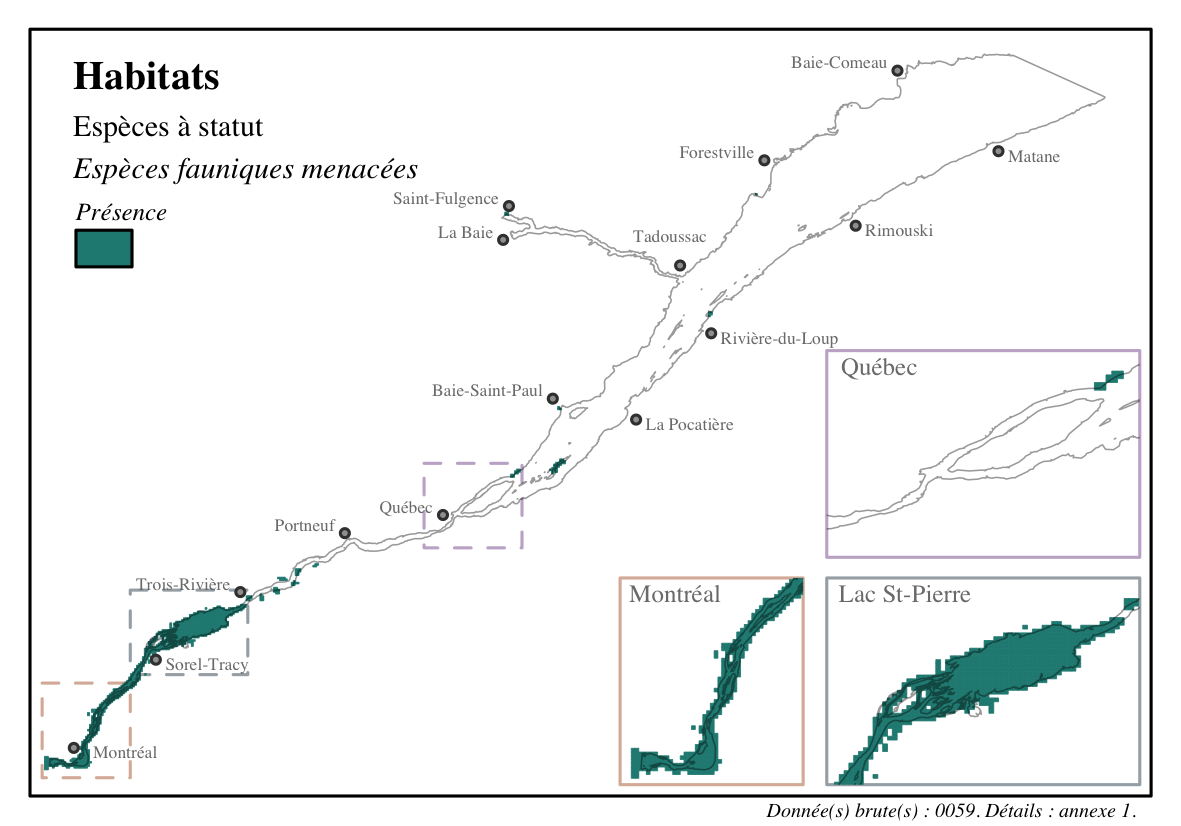 Habitats
Espèces à statut
Espèces fauniques menacées
Présence
Baie-Comeau
Forestville
Matane
Saint-Fulgence
La Baie
Tadoussac
Rimouski
Rivière-du-Loup
Baie-Saint-Paul
La Pocatière
Québec
Portneuf
Trois-Rivière
Sorel-Tracy
Montréal
Québec
Montréal
Lac St-Pierre
Donnée(s) brute(s) : 0059. Détails : annexe 1.